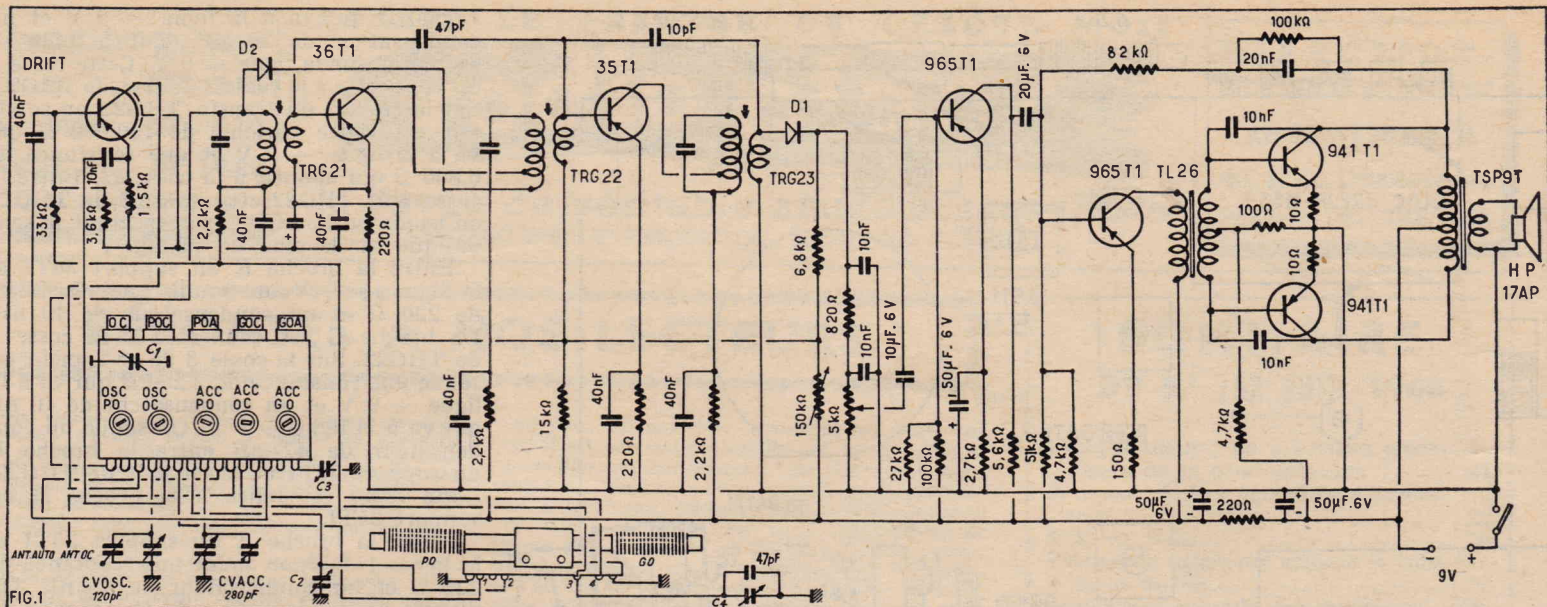 DRIFT
40nF
33kΩ
3,6kΩ
10nF
1,5kΩ
D2
2,2kΩ
40nF
TRG21
36T1
40nF
220Ω
47pF
TRG22
10pF
35T1
TRG23
D1
6,8kΩ
820Ω
10nF
10nF
10µF. 6V
150kΩ
5kΩ
40nF
2,2kΩ
15kΩ
40nF
220Ω
40nF
2,2kΩ
965T1
20µF. 6V
27kΩ
100kΩ
50µF. 6V
+
2,7kΩ
5,6kΩ
51kΩ
4,7kΩ
82kΩ
100kΩ
20nF
965T1
150Ω
TL26
10nF
941T1
100Ω
10Ω
10Ω
941T1
10nF
4,7kΩ
TSP9T
HP
17AP
50µF
6V
+
-
220Ω
+
-
50µF. 6V
-
+
9V
OC
POC
POA
GOC
GOA
C1
OSC
PO
OSC
OC
ACC
PO
ACC
OC
ACC
GO
C3
ANT.AUTO
ANT OC
CVOSC.
120pF
CVACC.
280pF
C2
PO
GO
1
2
3
4
47pF
C4
FIG.1